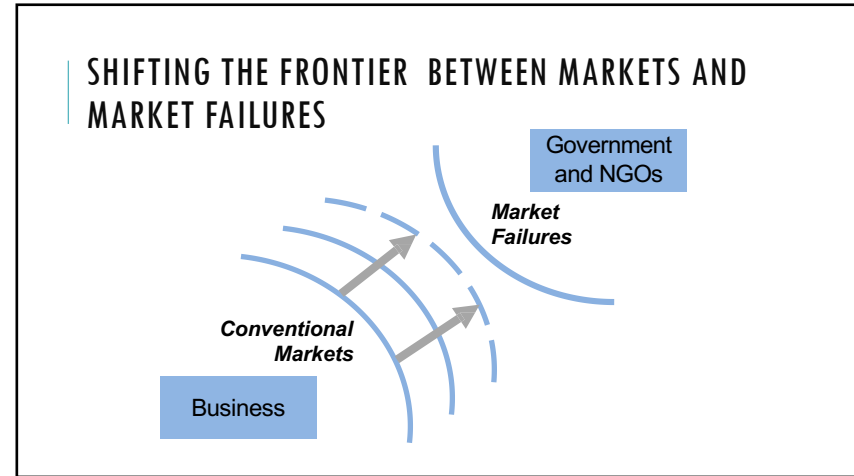 SHIFTING THE FRONTIER BETWEEN MARKETS AND
MARKET FAILURES
Government
and NGOs
Market
Failures
Conventional
Markets
Business